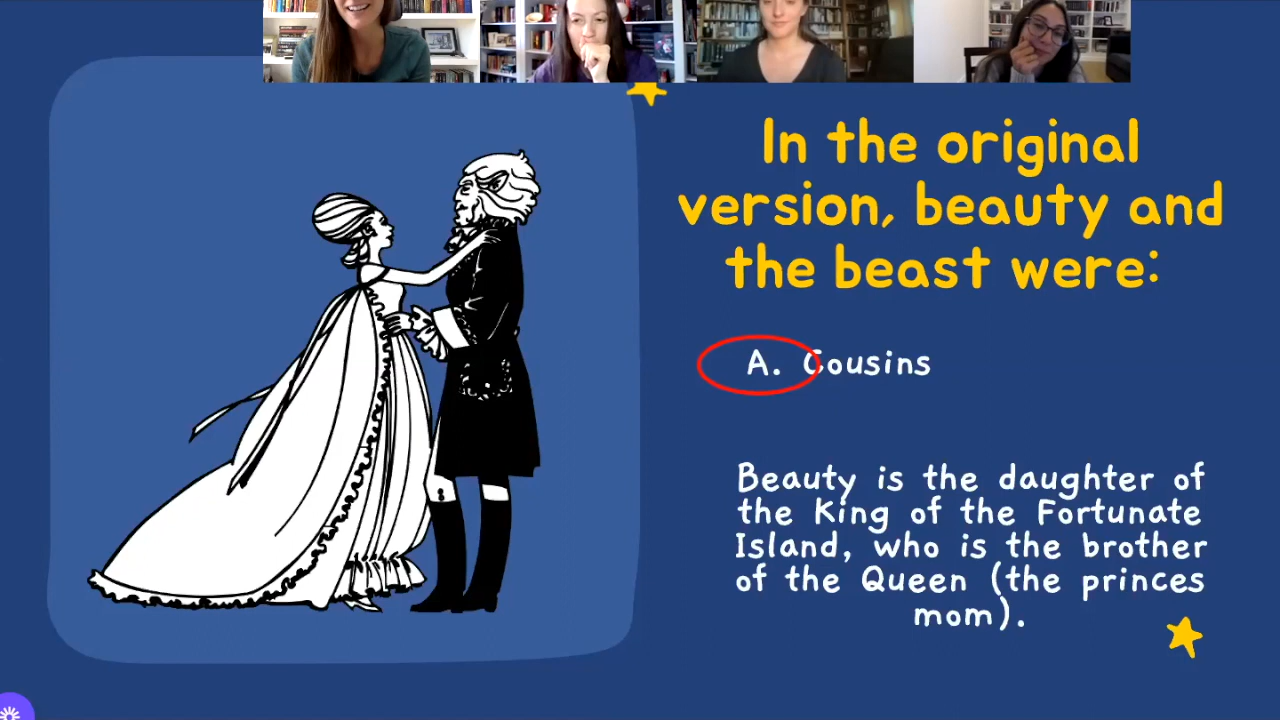 In the original
version, beauty and
the beast were:
A. Cousins
Beauty is the daughter of
the King of the Fortunate
Island, who is the brother
of the Queen (the princes
mom).